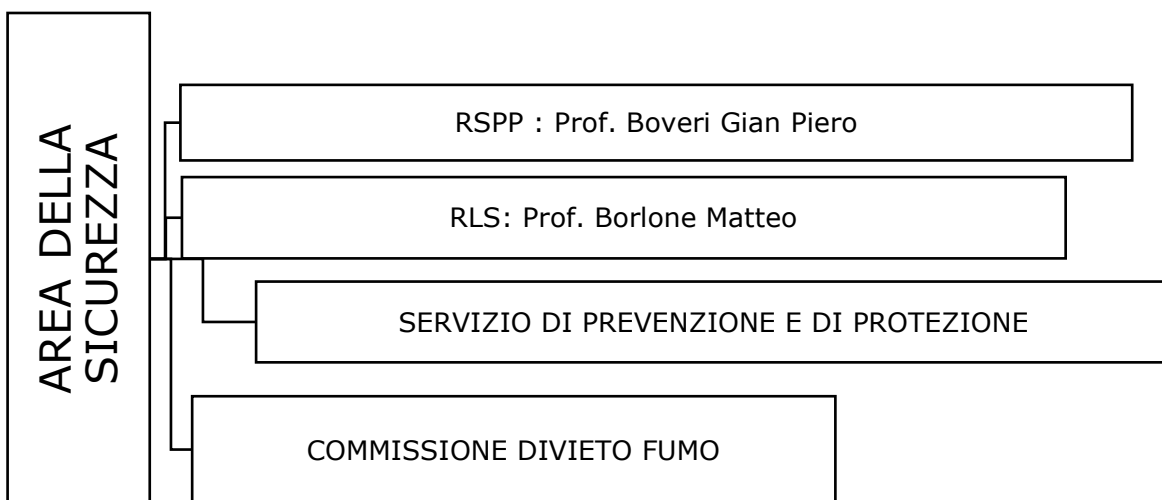 AREA DELLA
SICUREZZA
RSPP : Prof. Boveri Gian Piero
RLS: Prof. Borlone Matteo
SERVIZIO DI PREVENZIONE E DI PROTEZIONE
COMMISSIONE DIVIETO FUMO